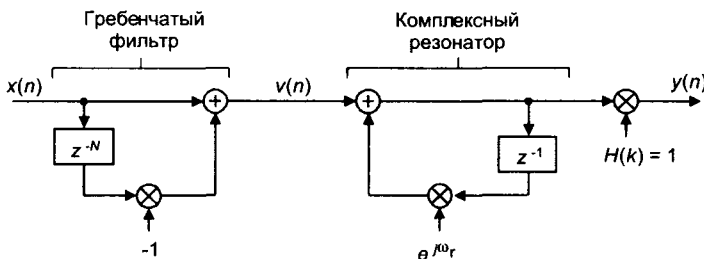 Гребенчатый
фильтр
Комплексный
резонатор
x(n)
v(n)
y(n)
z⁻ᴺ
z⁻¹
H(k) = 1
-1
e^{jω_r}